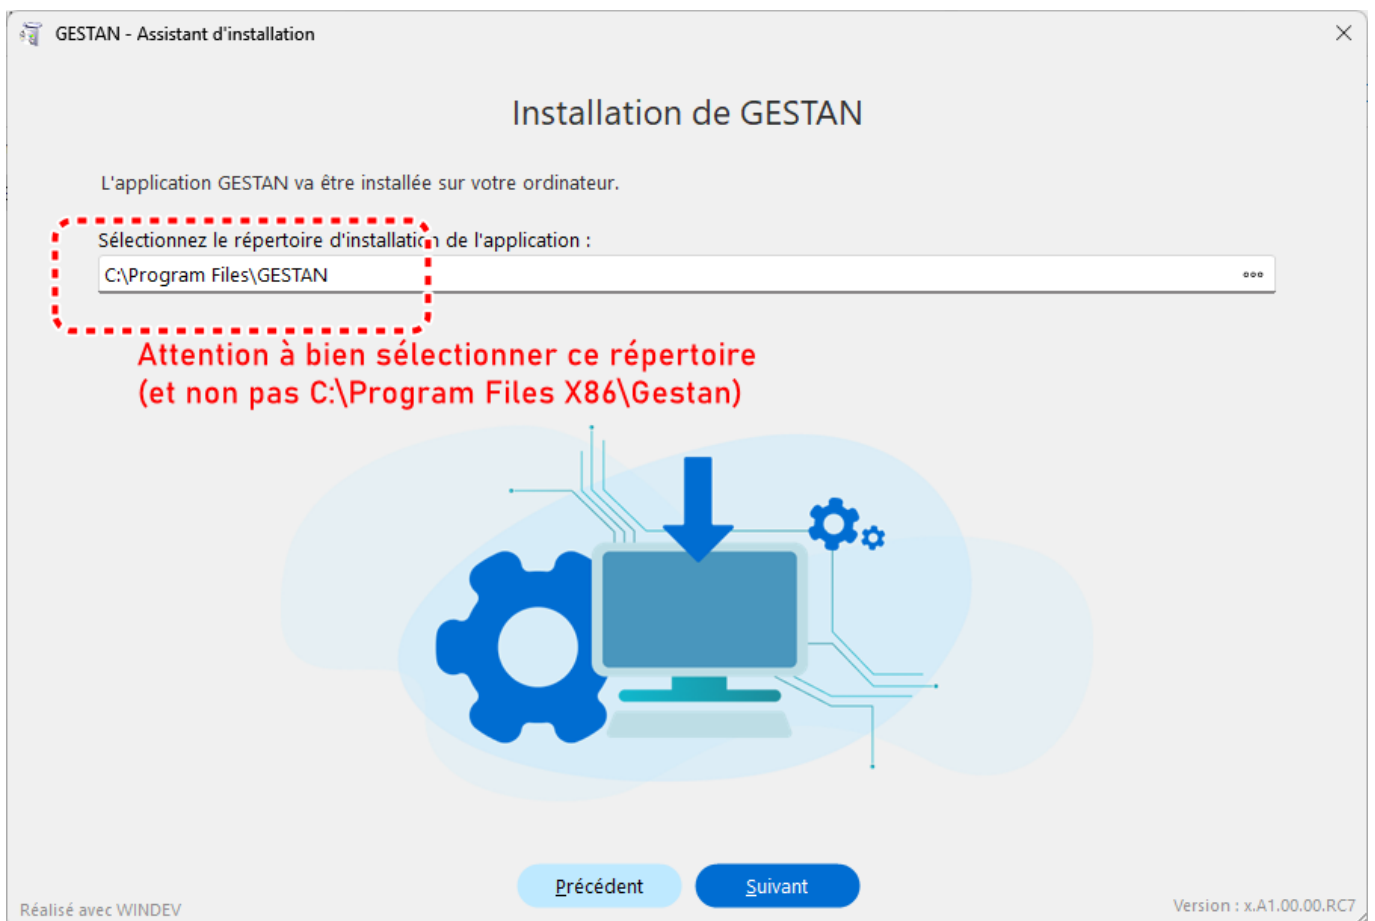 GESTAN - Assistant d'installation
Installation de GESTAN
L'application GESTAN va être installée sur votre ordinateur.
Sélectionnez le répertoire d'installation de l'application :
C:\Program Files\GESTAN
Attention à bien sélectionner ce répertoire
(et non pas C:\Program Files X86\Gestan)
Précédent
Suivant
Réalisé avec WINDEV
Version : x.A1.00.00.RC7